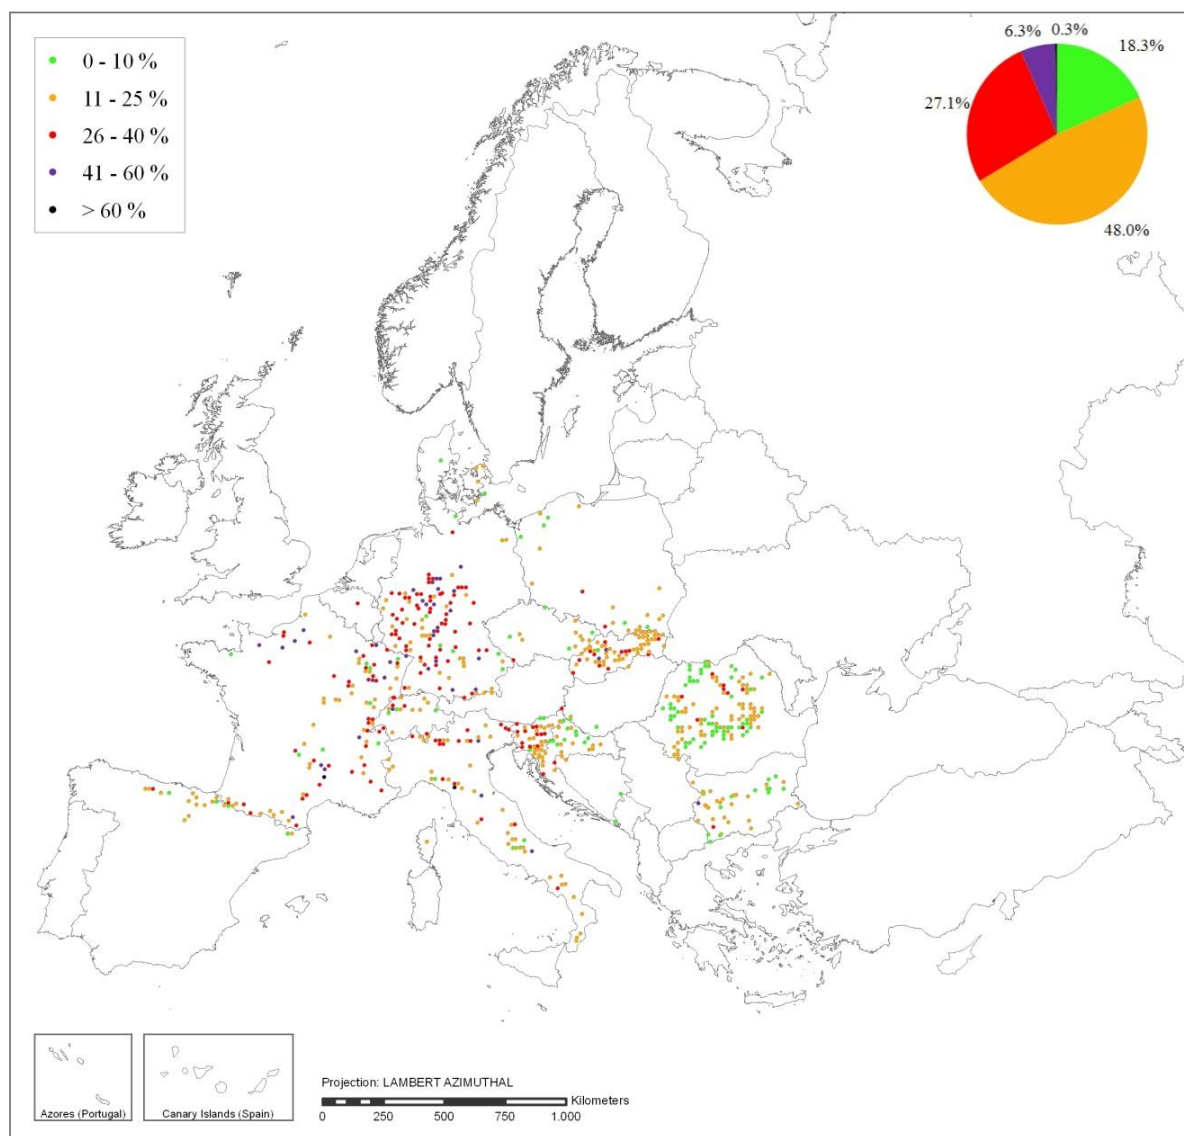 0 - 10 %
11 - 25 %
26 - 40 %
41 - 60 %
> 60 %
6.3%
0.3%
18.3%
27.1%
48.0%
Azores (Portugal)
Canary Islands (Spain)
Projection: LAMBERT AZIMUTHAL
Kilometers
0 250 500 750 1.000